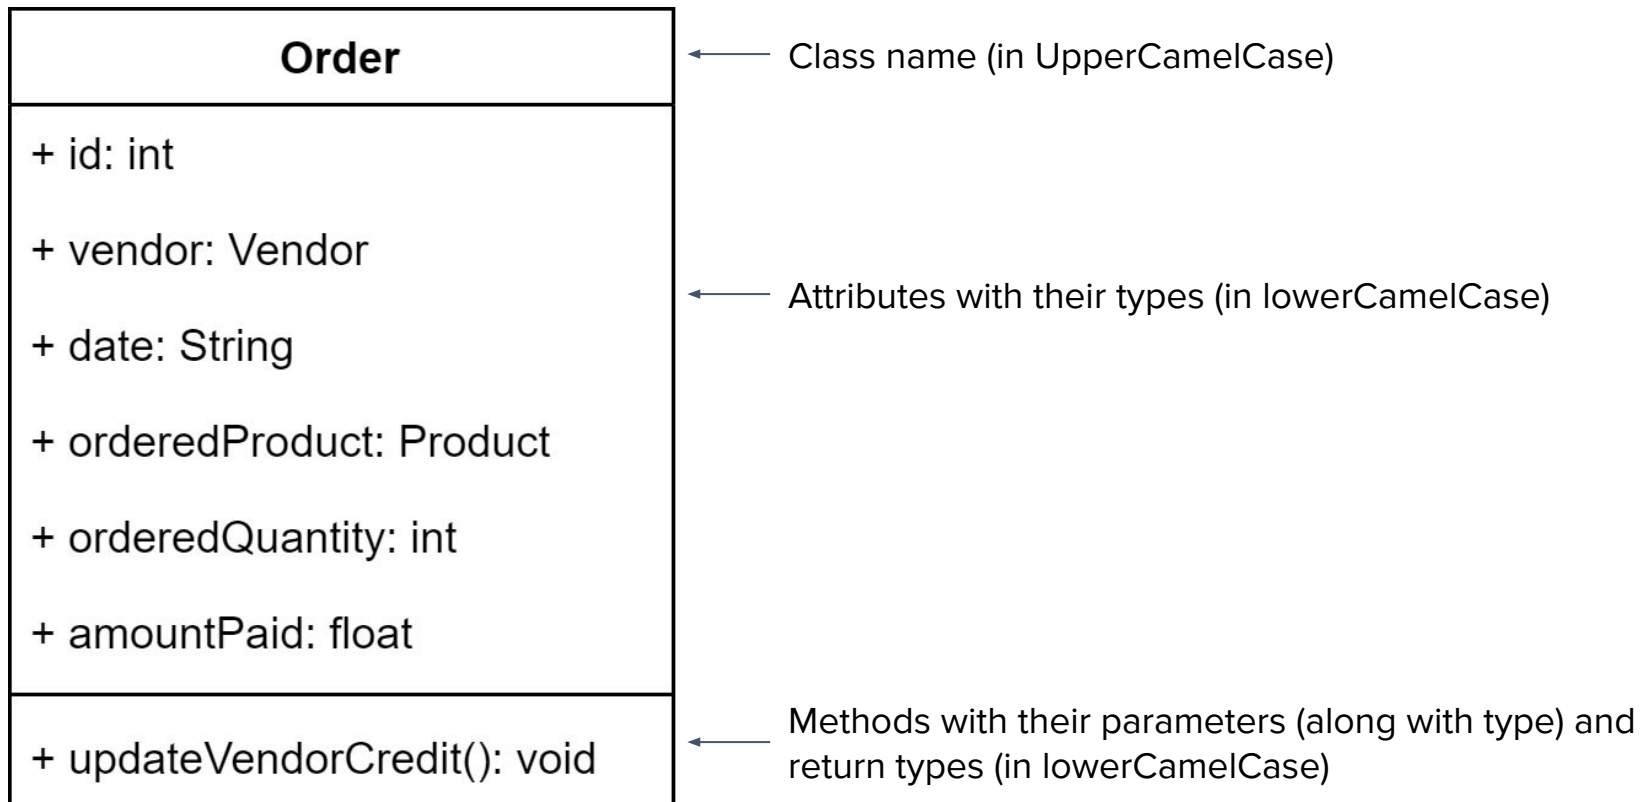 Order
Class name (in UpperCamelCase)
+ id: int
+ vendor: Vendor
Attributes with their types (in lowerCamelCase)
+ date: String
+ orderedProduct: Product
+ orderedQuantity: int
+ amountPaid: float
+ updateVendorCredit(): void
Methods with their parameters (along with type) and
return types (in lowerCamelCase)